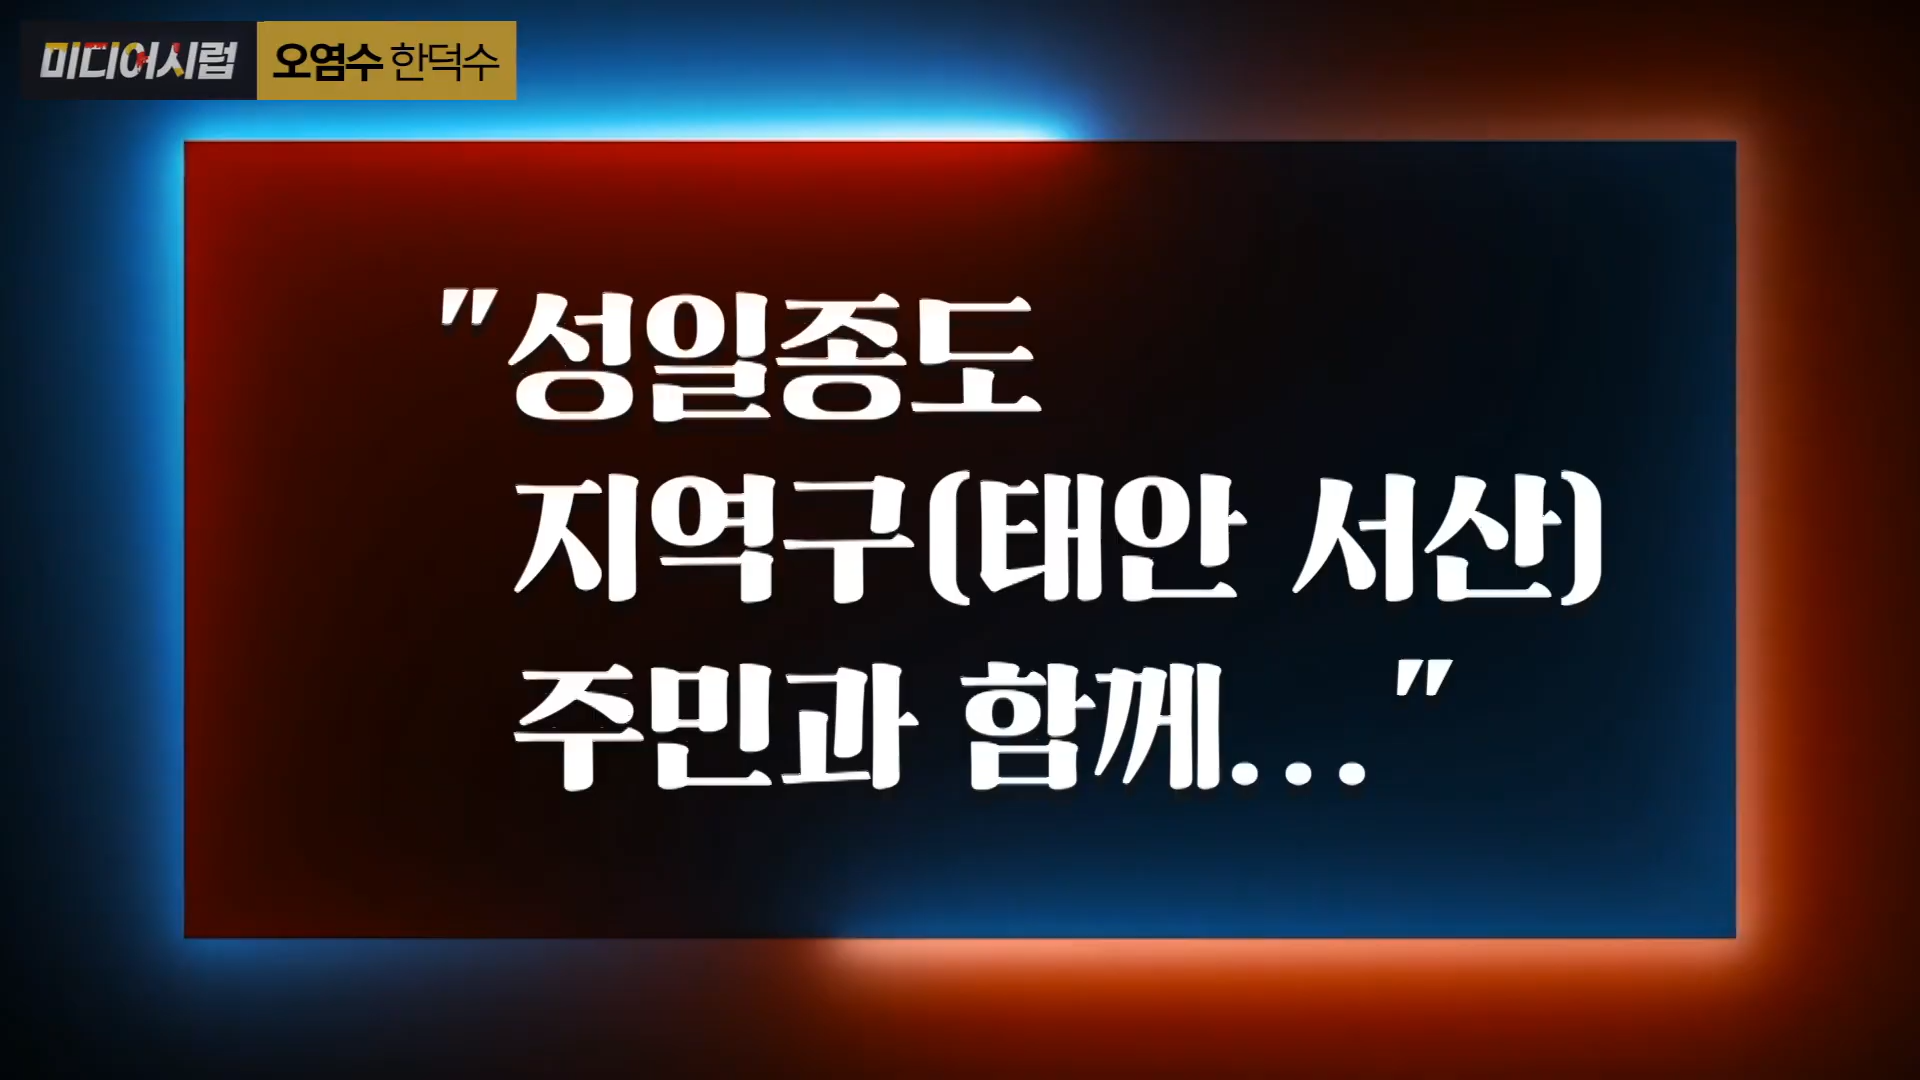 미디어시럽
오염수 한덕수
"성일종도
지역구(태안 서산)
주민과 함께..."